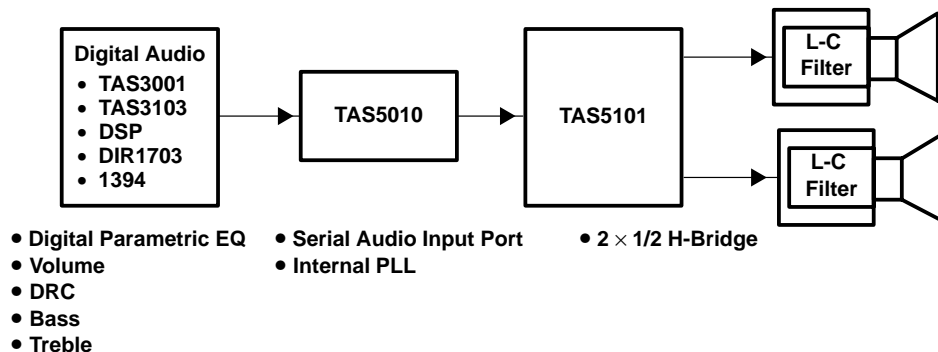 Digital Audio
• TAS3001
• TAS3103
• DSP
• DIR1703
• 1394
TAS5010
TAS5101
L-C
Filter
L-C
Filter
• Digital Parametric EQ
• Volume
• DRC
• Bass
• Treble
• Serial Audio Input Port
• Internal PLL
• 2 × 1/2 H-Bridge